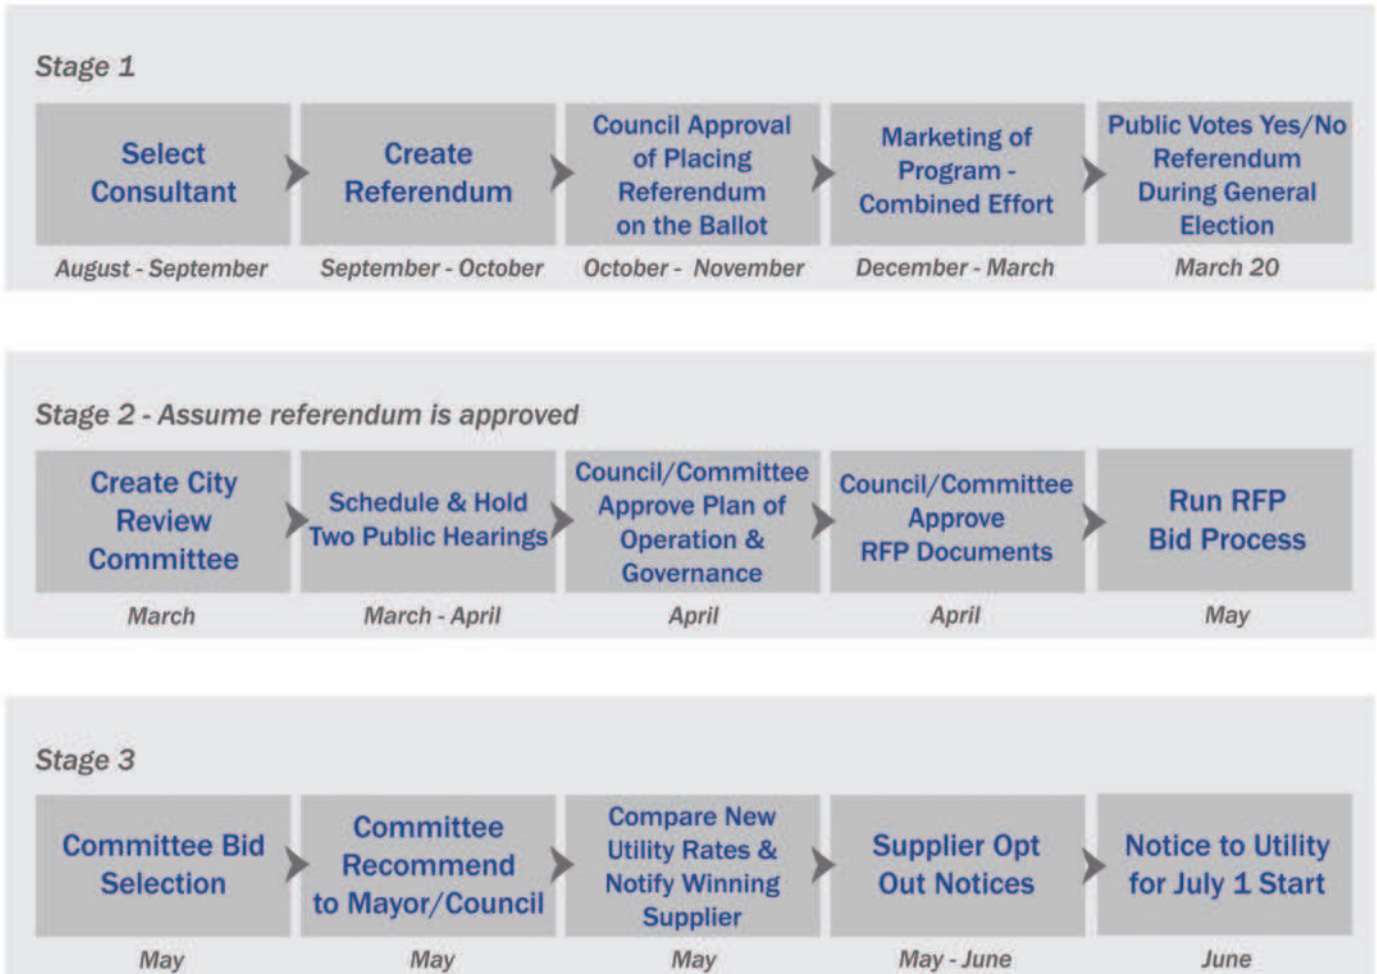 Stage 1
Select
Consultant
August - September
Create
Referendum
September - October
Council Approval
of Placing
Referendum
on the Ballot
October - November
Marketing of
Program -
Combined Effort
December - March
Public Votes Yes/No
Referendum
During General
Election
March 20
Stage 2 - Assume referendum is approved
Create City
Review
Committee
March
Schedule & Hold
Two Public Hearings
March - April
Council/Committee
Approve Plan of
Operation &
Governance
April
Council/Committee
Approve
RFP Documents
April
Run RFP
Bid Process
May
Stage 3
Committee Bid
Selection
May
Committee
Recommend
to Mayor/Council
May
Compare New
Utility Rates &
Notify Winning
Supplier
May
Supplier Opt
Out Notices
May - June
Notice to Utility
for July 1 Start
June